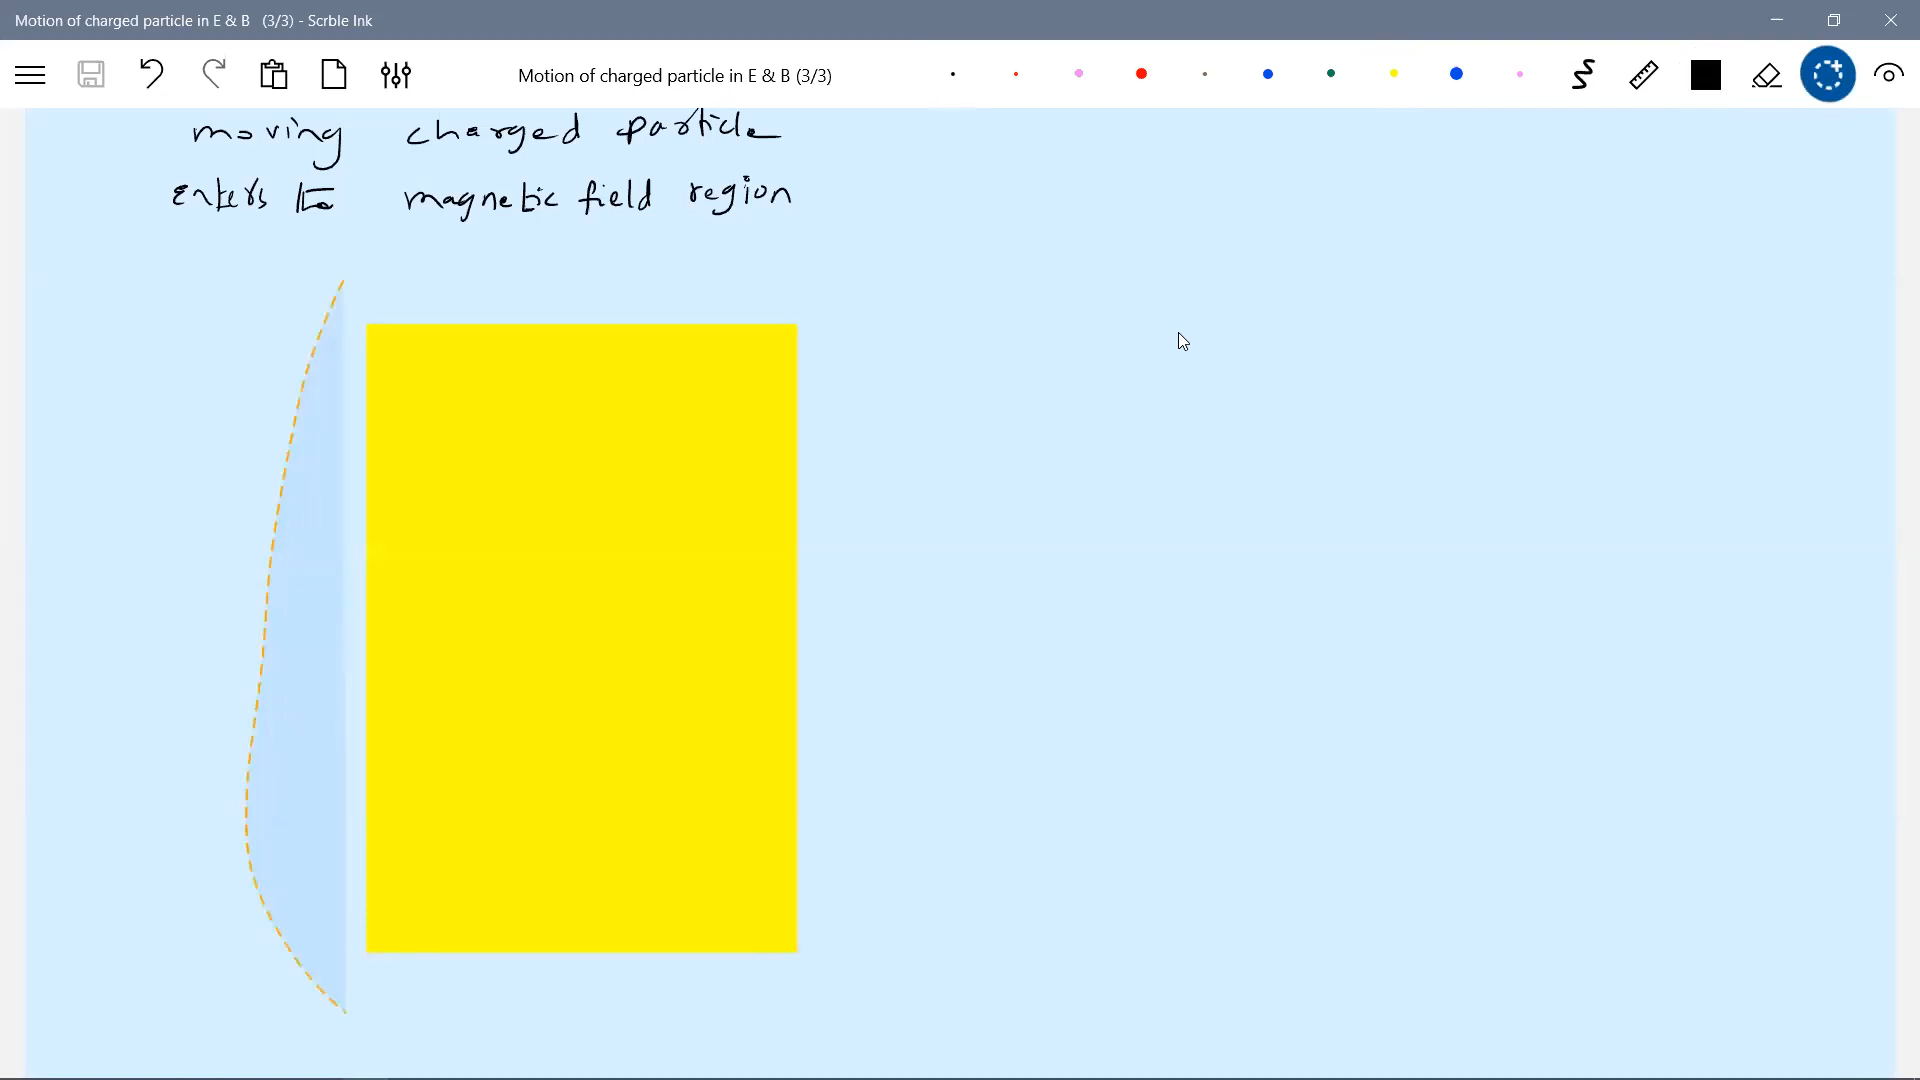 Motion of charged particle in E & B   (3/3) - Scrble Ink
Motion of charged particle in E & B (3/3)
moving charged particle
enters magnetic field region